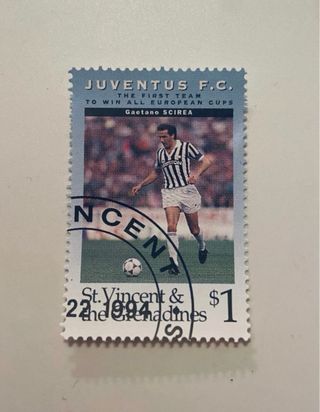 JUVENTUS F.C.
THE FIRST TEAM
TO WIN ALL EUROPEAN CUPS
Gaetano SCIREA
NCENT • S
22 1994
St. Vincent &
the Grenadines
$1